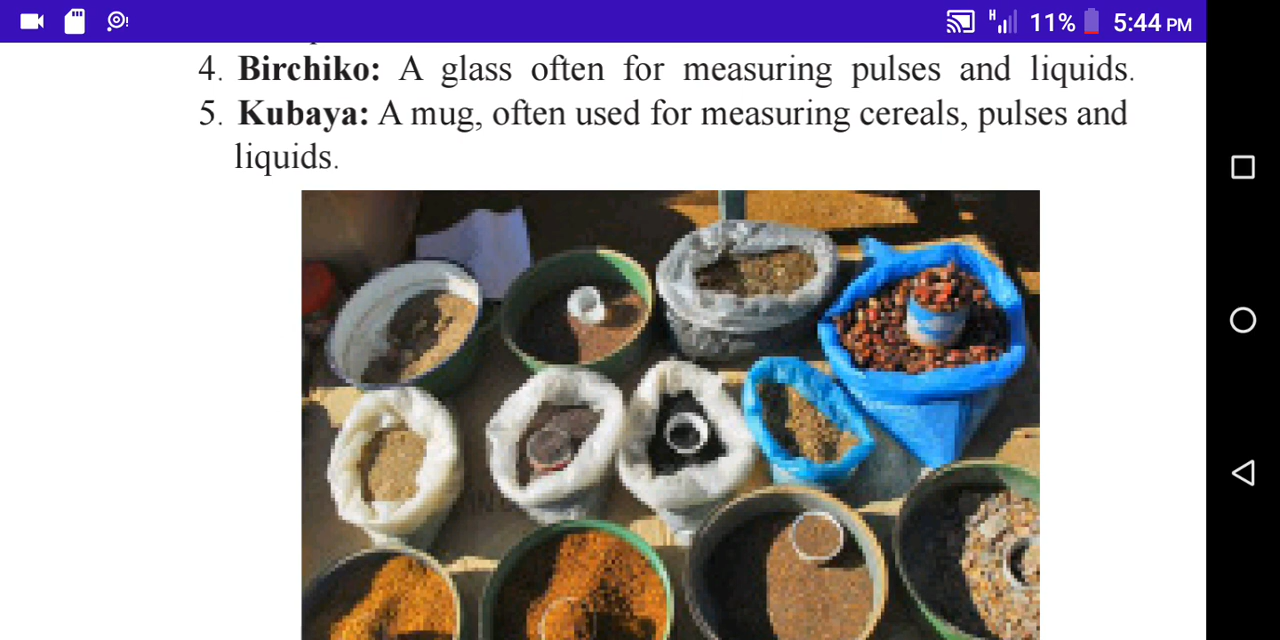 H 11% 5:44 PM
4. Birchiko: A glass often for measuring pulses and liquids.
5. Kubaya: A mug, often used for measuring cereals, pulses and
liquids.